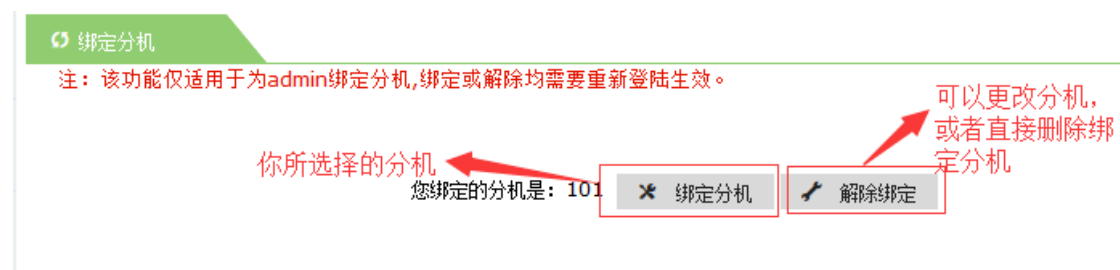 绑定分机
注：该功能仅适用于为admin绑定分机,绑定或解除均需要重新登陆生效。
可以更改分机，
或者直接删除绑
定分机
你所选择的分机
您绑定的分机是：101 绑定分机 解除绑定